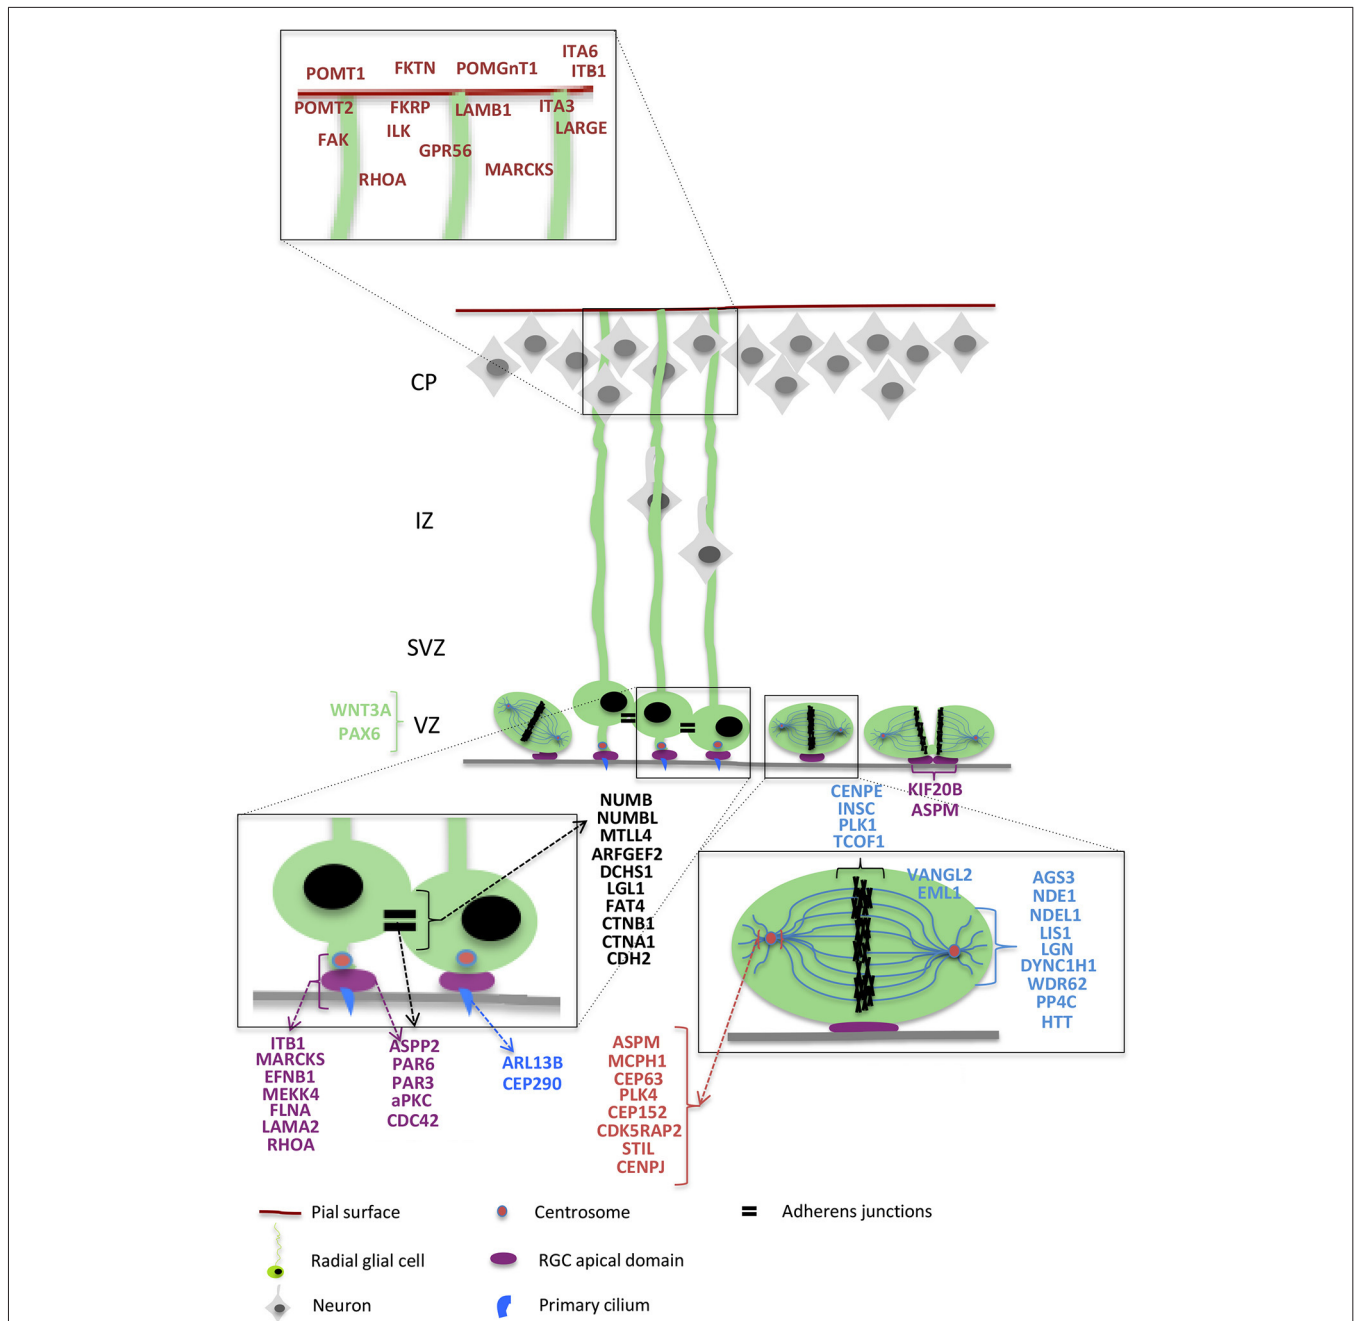 ITA6
POMT1 FKTN POMGnT1 ITB1
POMT2 FKRP LAMB1 ITA3
FAK ILK LARGE
GPR56
RHOA MARCKS
CP
IZ
SVZ
WNT3A
PAX6
VZ
KIF20B
ASPM
CENPE
INSC
PLK1
TCOF1
NUMB
NUMBL
MTLL4
ARFGEF2
DCHS1
LGL1
FAT4
CTNB1
CTNA1
CDH2
VANGL2
EML1
AGS3
NDE1
NDEL1
LIS1
LGN
DYNC1H1
WDR62
PP4C
HTT
ITB1
MARCKS
EFNB1
MEKK4
FLNA
LAMA2
RHOA
ASPP2
PAR6
PAR3
aPKC
CDC42
ARL13B
CEP290
ASPM
MCPH1
CEP63
PLK4
CEP152
CDK5RAP2
STIL
CENPJ
Pial surface Centrosome Adherens junctions
Radial glial cell RGC apical domain
Neuron Primary cilium